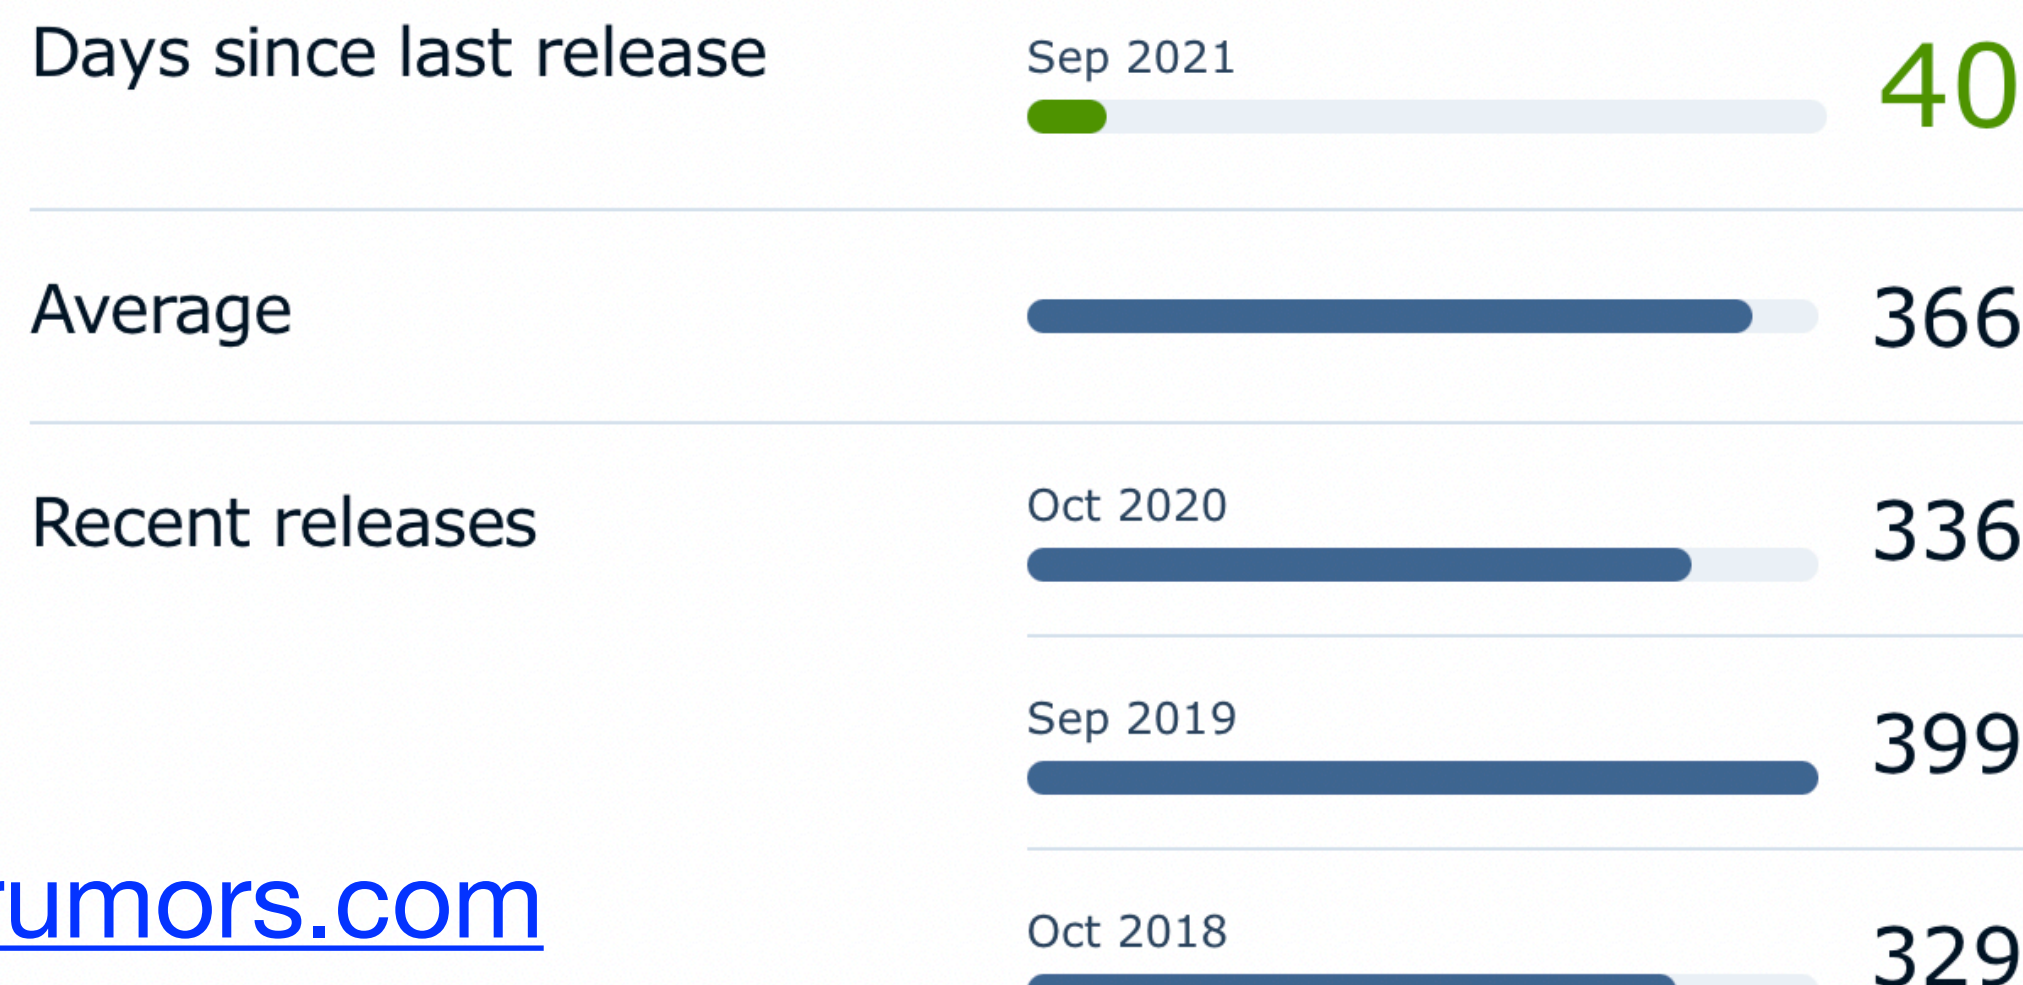 Days since last release
Sep 2021
40
Average
366
Recent releases
Oct 2020
336
Sep 2019
399
rumors.com
Oct 2018
329